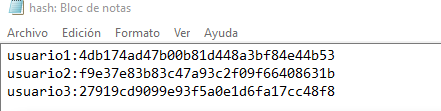 hash: Bloc de notas
Archivo Edición Formato Ver Ayuda
usuario1:4db174ad47b00b81d448a3bf84e44b53
usuario2:f9e37e83b83c47a93c2f09f66408631b
usuario3:27919cd9099e93f5a0e1d6fa17cc48f8